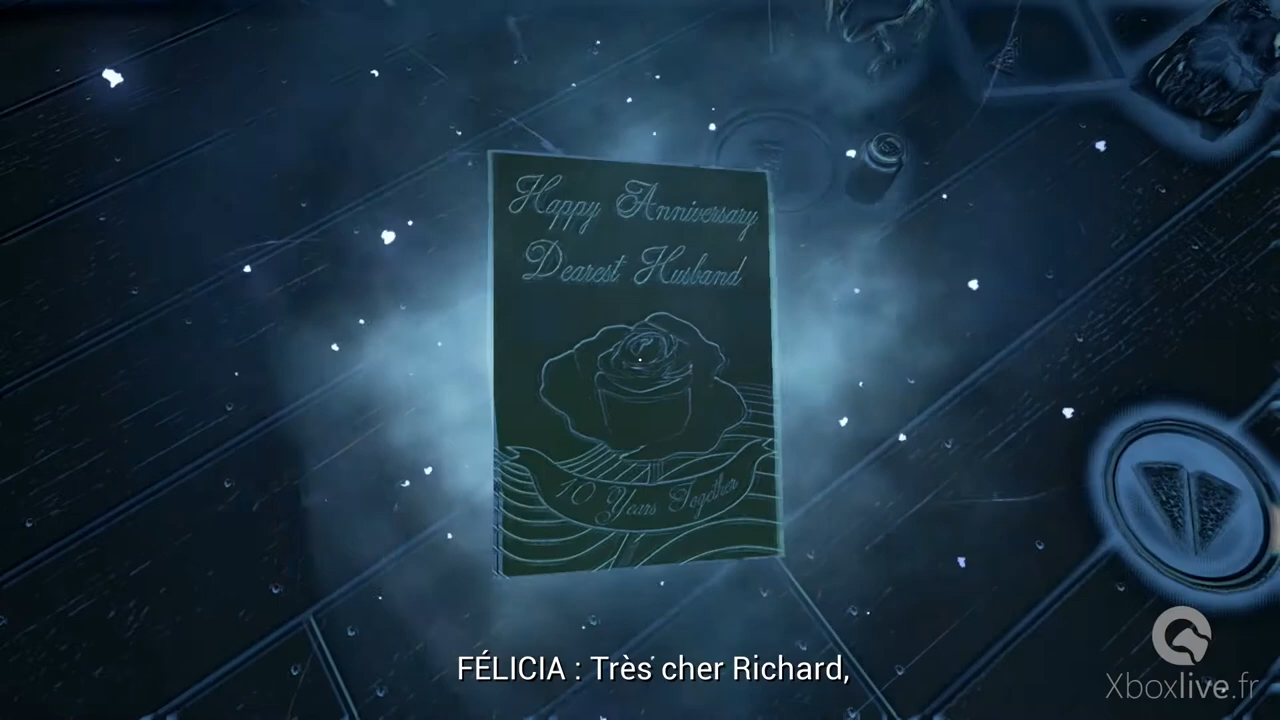 Happy Anniversary
Dearest Husband
10 Years Together
FÉLICIA : Très cher Richard,
Xboxlive.fr